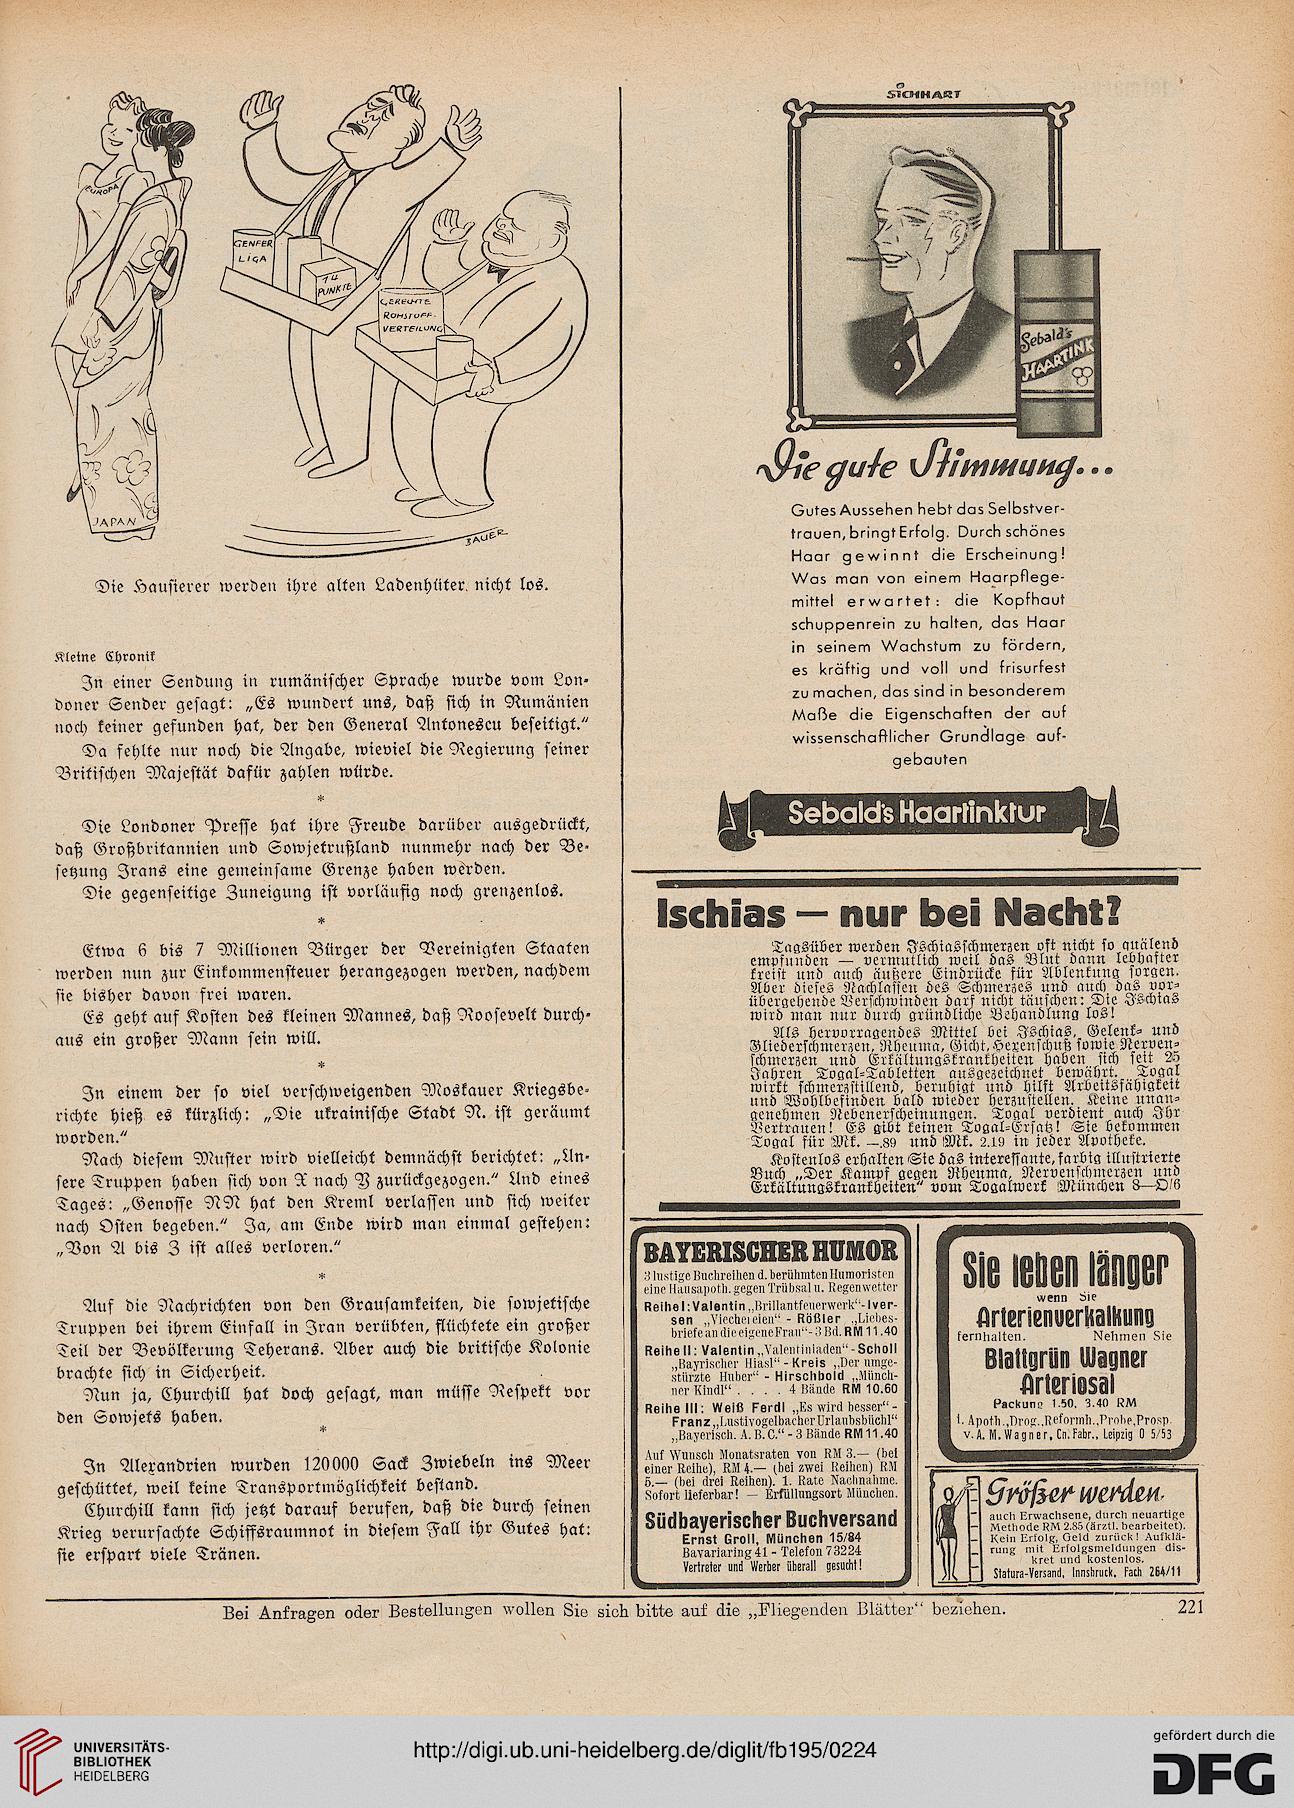 EUROPA
JAPAN
GENFER
LIGA
14
PUNKTE
GERECHTE
ROHSTOFF-
VERTEILUNG
BAUER
Die Hausierer werden ihre alten Ladenhüter nicht los.
Kleine Chronik
In einer Sendung in rumänischer Sprache wurde vom Lon-
doner Sender gesagt: „Es wundert uns, daß sich in Rumänien
noch keiner gefunden hat, der den General Antonescu beseitigt.“
Da fehlte nur noch die Angabe, wieviel die Regierung seiner
Britischen Majestät dafür zahlen würde.
*
Die Londoner Presse hat ihre Freude darüber ausgedrückt,
daß Großbritannien und Sowjetrußland nunmehr nach der Be-
setzung Irans eine gemeinsame Grenze haben werden.
Die gegenseitige Zuneigung ist vorläufig noch grenzenlos.
*
Etwa 6 bis 7 Millionen Bürger der Vereinigten Staaten
werden nun zur Einkommensteuer herangezogen werden, nachdem
sie bisher davon frei waren.
Es geht auf Kosten des kleinen Mannes, daß Roosevelt durch-
aus ein großer Mann sein will.
*
In einem der so viel verschweigenden Moskauer Kriegsbe-
richte hieß es kürzlich: „Die ukrainische Stadt N. ist geräumt
worden.“
Nach diesem Muster wird vielleicht demnächst berichtet: „Un-
sere Truppen haben sich von X nach Y zurückgezogen.“ Und eines
Tages: „Genosse NN hat den Kreml verlassen und sich weiter
nach Osten begeben.“ Ja, am Ende wird man einmal gestehen:
„Von A bis Z ist alles verloren.“
*
Auf die Nachrichten von den Grausamkeiten, die sowjetische
Truppen bei ihrem Einfall in Iran verübten, flüchtete ein großer
Teil der Bevölkerung Teherans. Aber auch die britische Kolonie
brachte sich in Sicherheit.
Nun ja, Churchill hat doch gesagt, man müsse Respekt vor
den Sowjets haben.
*
In Alexandrien wurden 120000 Sack Zwiebeln ins Meer
geschüttet, weil keine Transportmöglichkeit bestand.
Churchill kann sich jetzt darauf berufen, daß die durch seinen
Krieg verursachte Schiffsraumnot in diesem Fall ihr Gutes hat:
sie erspart viele Tränen.
SICHHART
Sebald's
HAARTINK
Die gute Stimmung...
Gutes Aussehen hebt das Selbstver-
trauen, bringt Erfolg. Durch schönes
Haar gewinnt die Erscheinung!
Was man von einem Haarpflege-
mittel erwartet: die Kopfhaut
schuppenrein zu halten, das Haar
in seinem Wachstum zu fördern,
es kräftig und voll und frisurfest
zu machen, das sind in besonderem
Maße die Eigenschaften der auf
wissenschaftlicher Grundlage auf-
gebauten
Sebald's Haartinktur
Ischias — nur bei Nacht?
Tagsüber werden Ischiasschmerzen oft nicht so quälend
empfunden — vermutlich weil das Blut dann lebhafter
kreist und auch äußere Eindrücke für Ablenkung sorgen.
Aber dieses Nachlassen des Schmerzes und auch das vor-
übergehende Verschwinden darf nicht täuschen: Die Ischias
wird man nur durch gründliche Behandlung los!
Als hervorragendes Mittel bei Ischias, Gelenk- und
Gliederschmerzen, Rheuma, Gicht, Hexenschuß sowie Nerven-
schmerzen und Erkältungskrankheiten haben sich seit 25
Jahren Togal-Tabletten ausgezeichnet bewährt. Togal
wirkt schmerzstillend, beruhigt und hilft Arbeitsfähigkeit
und Wohlbefinden bald wieder herzustellen. Keine unan-
genehmen Nebenerscheinungen. Togal verdient auch Ihr
Vertrauen! Es gibt keinen Togal-Ersatz! Sie bekommen
Togal für Mk. —.89 und Mk. 2.19 in jeder Apotheke.
Kostenlos erhalten Sie das interessante, farbig illustrierte
Buch „Der Kampf gegen Rheuma, Nervenschmerzen und
Erkältungskrankheiten“ vom Togalwerk München 8—O/6
BAYERISCHER HUMOR
3 lustige Buchreihen d. berühmten Humoristen
eine Hausapoth. gegen Trübsal u. Regenwetter
Reihe I: Valentin „Brillantfeuerwerk“ - Iver-
sen „Viechereien“ - Rößler „Liebes-
briefe an die eigene Frau“ - 3 Bd. RM 11.40
Reihe II: Valentin „Valentiniaden“ - Scholl
„Bayrischer Hiasl“ - Kreis „Der umge-
stürzte Huber“ - Hirschbold „Münch-
ner Kindl“ . . . . 4 Bände RM 10.60
Reihe III: Weiß Ferdl „Es wird besser“ -
Franz „Lustivogelbacher Urlaubsbüchl“
„Bayerisch. A. B. C.“ - 3 Bände RM 11.40
Auf Wunsch Monatsraten von RM 3.— (bei
einer Reihe), RM 4.— (bei zwei Reihen) RM
5.— (bei drei Reihen). 1. Rate Nachnahme.
Sofort lieferbar! — Erfüllungsort München.
Südbayerischer Buchversand
Ernst Groll, München 15/84
Bavariaring 41 - Telefon 73224
Vertreter und Werber überall gesucht!
Sie leben länger
wenn Sie
Arterienverkalkung
fernhalten. Nehmen Sie
Blattgrün Wagner
Arteriosal
Packung 1.50, 3.40 RM
I. Apoth., Drog., Reformh., Probe, Prosp.
v. A. M. Wagner, Cn. Fabr., Leipzig O 5/53
Größer werden.
auch Erwachsene, durch neuartige
Methode RM 2.85 (ärztl. bearbeitet).
Kein Erfolg, Geld zurück! Aufklä-
rung mit Erfolgsmeldungen dis-
kret und kostenlos.
Statura-Versand, Innsbruck, Fach 264/11
Bei Anfragen oder Bestellungen wollen Sie sich bitte auf die „Fliegenden Blätter“ beziehen.
221
UNIVERSITÄTS-
BIBLIOTHEK
HEIDELBERG
http://digi.ub.uni-heidelberg.de/diglit/fb195/0224
gefördert durch die
DFG